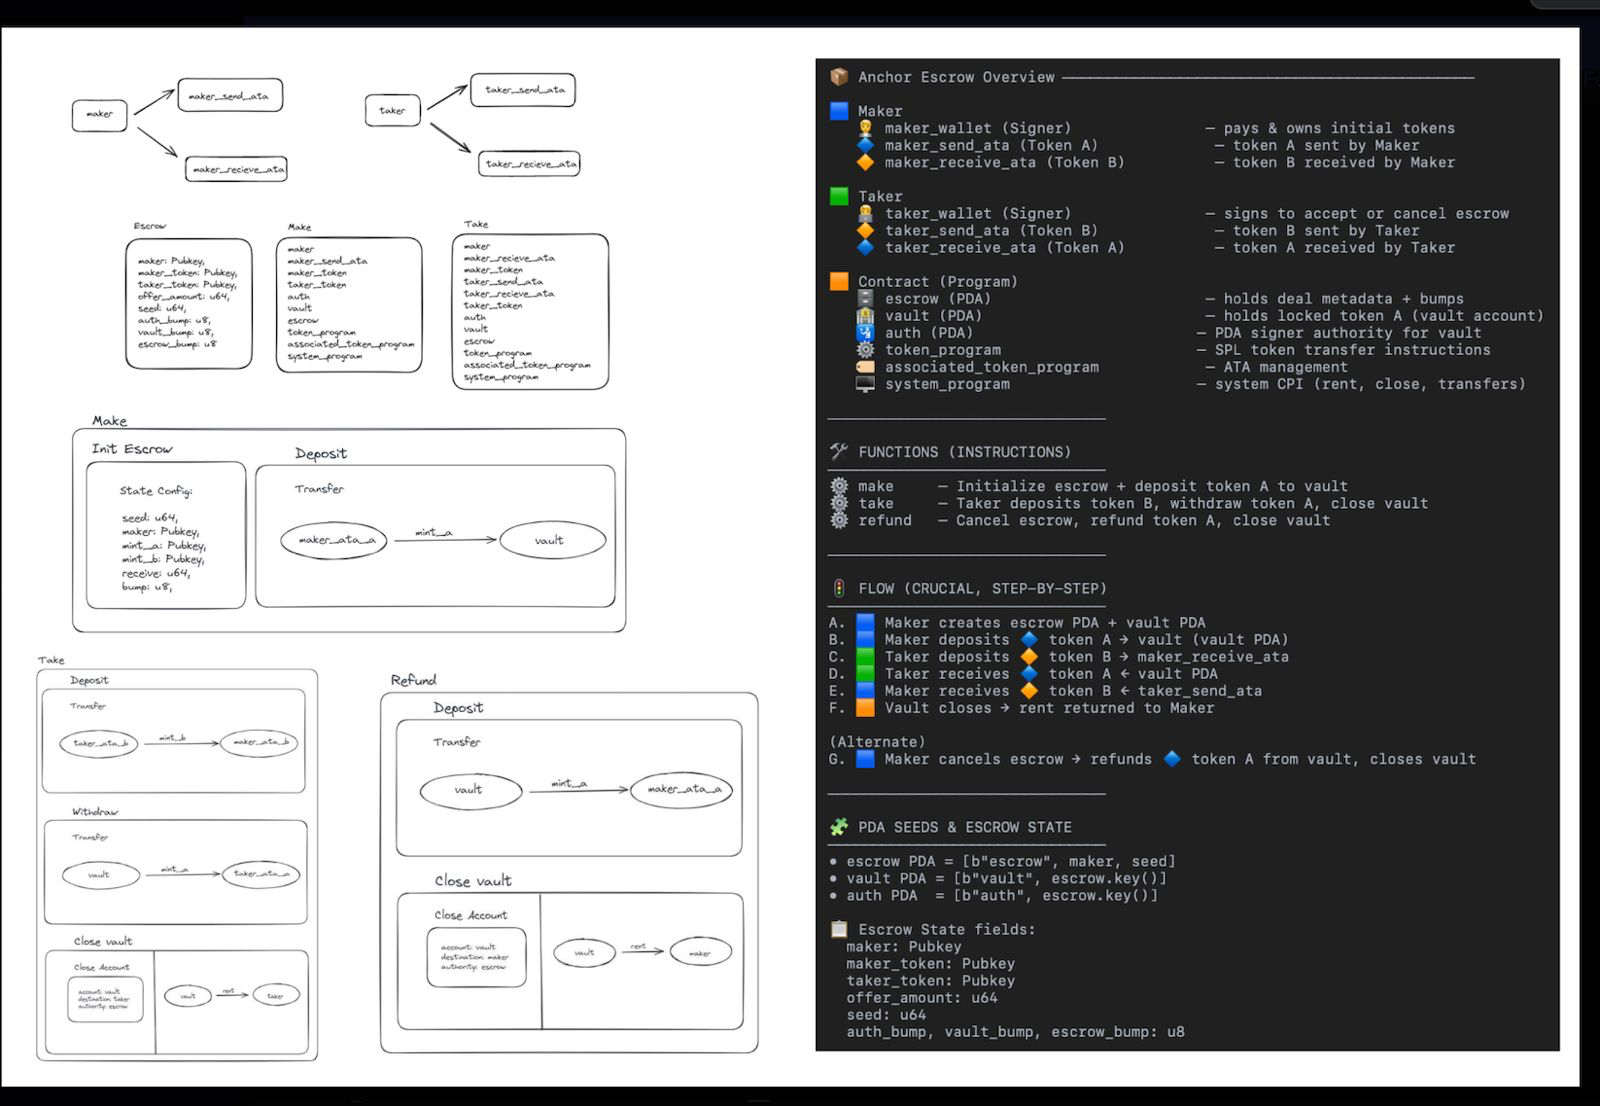 maker
maker_send_ata
maker_recieve_ata
taker
taker_send_ata
taker_recieve_ata
Escrow
maker: Pubkey,
maker_token: Pubkey,
taker_token: Pubkey,
offer_amount: u64,
seed: u64,
auth_bump: u8,
vault_bump: u8,
escrow_bump: u8
Make
maker
maker_send_ata
maker_token
taker_token
auth
vault
escrow
token_program
associated_token_program
system_program
Take
maker
maker_recieve_ata
maker_token
taker_send_ata
taker_recieve_ata
taker_token
auth
vault
escrow
token_program
associated_token_program
system_program
Make
Init Escrow
State Config:
seed: u64,
maker: Pubkey,
mint_a: Pubkey,
mint_b: Pubkey,
receive: u64,
bump: u8,
Deposit
Transfer
maker_ata_a
mint_a
vault
Take
Deposit
Transfer
taker_ata_b
mint_b
maker_ata_b
Withdraw
Transfer
vault
mint_a
taker_ata_a
Close vault
Close Account
account: vault
destination: taker
authority: escrow
vault
rent
taker
Refund
Deposit
Transfer
vault
mint_a
maker_ata_a
Close vault
Close Account
account: vault
destination: maker
authority: escrow
vault
rent
maker
📦 Anchor Escrow Overview ────────────────
🟦 Maker
maker_wallet (Signer) — pays & owns initial tokens
🔷 maker_send_ata (Token A) — token A sent by Maker
🔶 maker_receive_ata (Token B) — token B received by Maker
🟩 Taker
taker_wallet (Signer) — signs to accept or cancel escrow
🔶 taker_send_ata (Token B) — token B sent by Taker
🔷 taker_receive_ata (Token A) — token A received by Taker
🟧 Contract (Program)
🗄️ escrow (PDA) — holds deal metadata + bumps
🏦 vault (PDA) — holds locked token A (vault account)
🛂 auth (PDA) — PDA signer authority for vault
⚙️ token_program — SPL token transfer instructions
🏷️ associated_token_program — ATA management
🖥️ system_program — system CPI (rent, close, transfers)
🛠️ FUNCTIONS (INSTRUCTIONS)
⚙️ make — Initialize escrow + deposit token A to vault
⚙️ take — Taker deposits token B, withdraw token A, close vault
⚙️ refund — Cancel escrow, refund token A, close vault
🚦 FLOW (CRUCIAL, STEP-BY-STEP)
A. 🟦 Maker creates escrow PDA + vault PDA
B. 🟦 Maker deposits 🔷 token A → vault (vault PDA)
C. 🟩 Taker deposits 🔶 token B → maker_receive_ata
D. 🟩 Taker receives 🔷 token A ← vault PDA
E. 🟦 Maker receives 🔶 token B ← taker_send_ata
F. 🟧 Vault closes → rent returned to Maker
(Alternate)
G. 🟦 Maker cancels escrow → refunds 🔷 token A from vault, closes vault
🧩 PDA SEEDS & ESCROW STATE
• escrow PDA = [b"escrow", maker, seed]
• vault PDA = [b"vault", escrow.key()]
• auth PDA = [b"auth", escrow.key()]
📋 Escrow State fields:
maker: Pubkey
maker_token: Pubkey
taker_token: Pubkey
offer_amount: u64
seed: u64
auth_bump, vault_bump, escrow_bump: u8